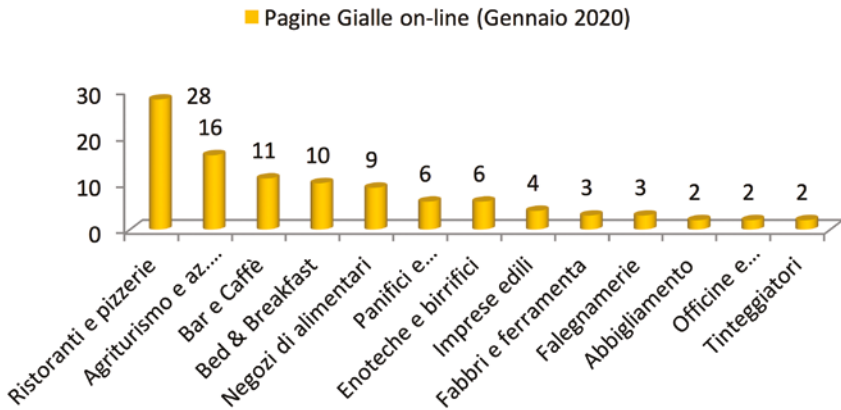 Pagine Gialle on-line (Gennaio 2020)
30
20
10
0
28
16
11
10
9
6
6
4
3
3
2
2
2
Ristoranti e pizzerie
Agriturismo e az....
Bar e Caffè
Bed & Breakfast
Negozi di alimentari
Panifici e...
Enoteche e birrifici
Imprese edili
Fabbri e ferramenta
Falegnamerie
Abbigliamento
Officine e...
Tinteggiatori